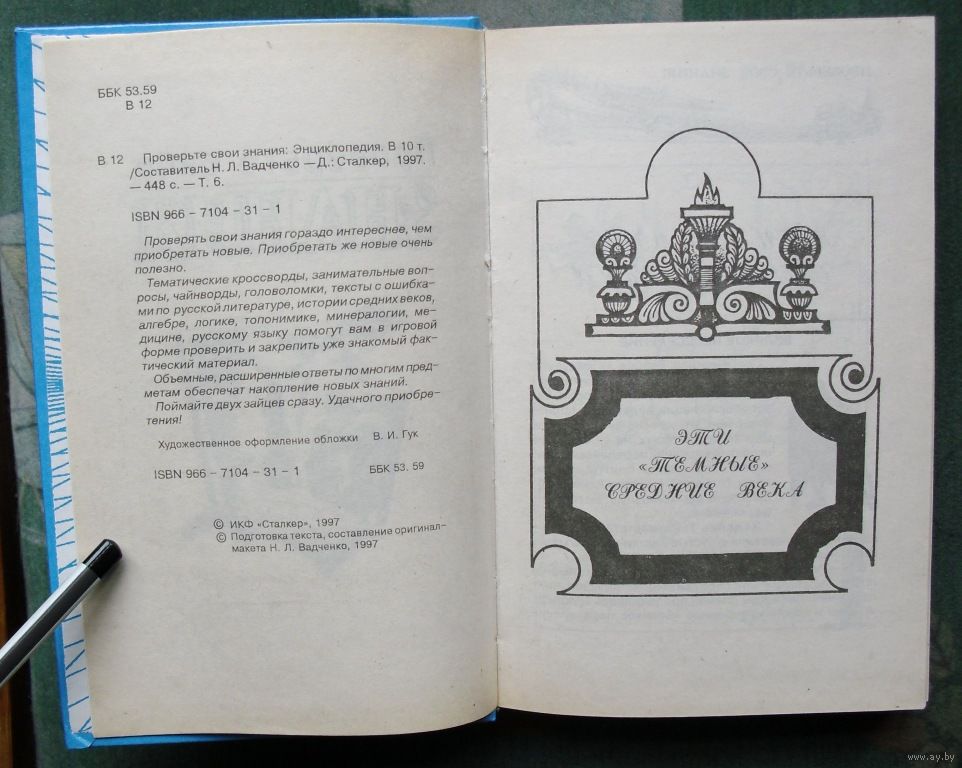 ББК 53.59
В 12
В 12 Проверьте свои знания: Энциклопедия. В 10 т.
/Составитель Н. Л. Вадченко — Д.: Сталкер, 1997.
— 448 с. — Т. 6.
ISBN 966 – 7104 – 31 – 1
Проверять свои знания гораздо интереснее, чем
приобретать новые. Приобретать же новые очень
полезно.
Тематические кроссворды, занимательные воп-
росы, чайнворды, головоломки, тексты с ошибка-
ми по русской литературе, истории средних веков,
алгебре, логике, топонимике, минералогии, ме-
дицине, русскому языку помогут вам в игровой
форме проверить и закрепить уже знакомый фак-
тический материал.
Объемные, расширенные ответы по многим пред-
метам обеспечат накопление новых знаний.
Поймайте двух зайцев сразу. Удачного приобре-
тения!
Художественное оформление обложки В. И. Гук
ISBN 966 – 7104 – 31 – 1 ББК 53. 59
© ИКФ «Сталкер», 1997
© Подготовка текста, составление оригинал-
макета Н. Л. Вадченко, 1997
ЭТИ
«ТЕМНЫЕ»
СРЕДНИЕ ВЕКА
www.ay.by